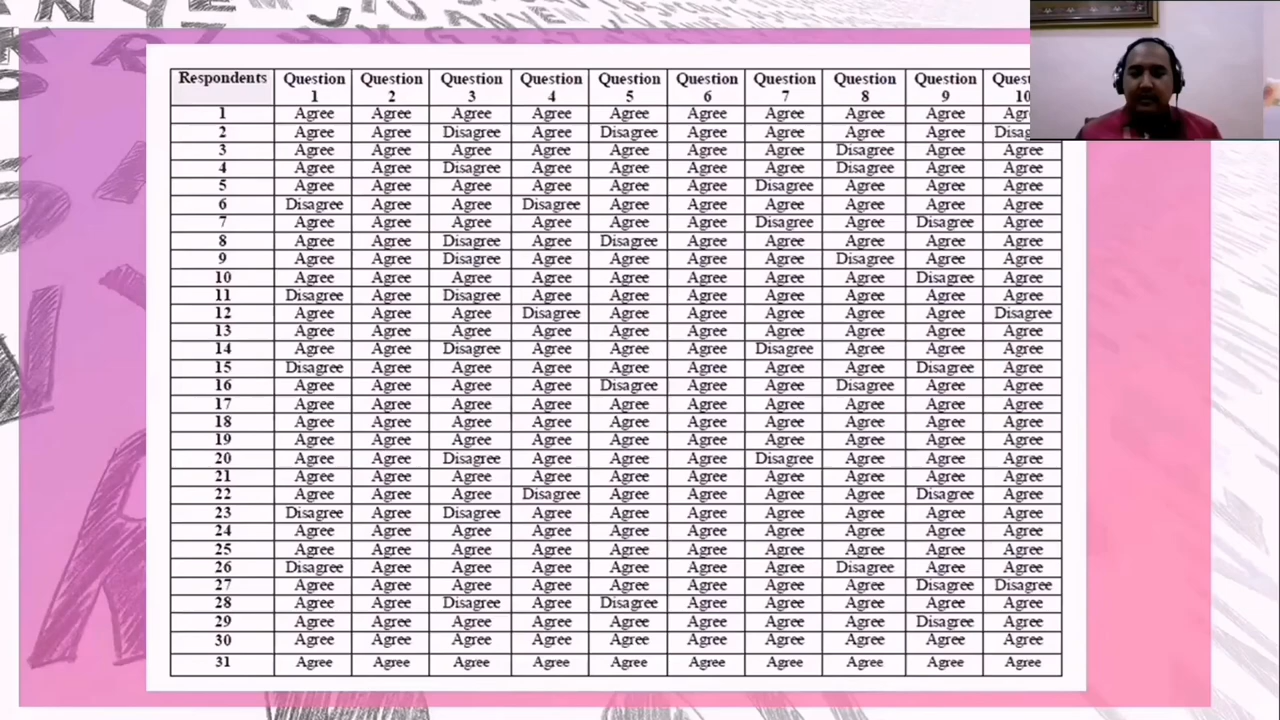 Respondents Question 1 Question 2 Question 3 Question 4 Question 5 Question 6 Question 7 Question 8 Question 9 10
1 Agree Agree Agree Agree Agree Agree Agree Agree Agree
2 Agree Agree Disagree Agree Disagree Agree Agree Agree Agree
3 Agree Agree Agree Agree Agree Agree Agree Disagree Agree Agree
4 Agree Agree Disagree Agree Agree Agree Agree Disagree Agree Agree
5 Agree Agree Agree Agree Agree Agree Disagree Agree Agree Agree
6 Disagree Agree Agree Disagree Agree Agree Agree Agree Agree Agree
7 Agree Agree Agree Agree Agree Agree Disagree Agree Disagree Agree
8 Agree Agree Disagree Agree Disagree Agree Agree Agree Agree Agree
9 Agree Agree Disagree Agree Agree Agree Agree Disagree Agree Agree
10 Agree Agree Agree Agree Agree Agree Agree Agree Disagree Agree
11 Disagree Agree Disagree Agree Agree Agree Agree Agree Agree Agree
12 Agree Agree Agree Disagree Agree Agree Agree Agree Agree Disagree
13 Agree Agree Agree Agree Agree Agree Agree Agree Agree Agree
14 Agree Agree Disagree Agree Agree Agree Disagree Agree Agree Agree
15 Disagree Agree Agree Agree Agree Agree Agree Agree Disagree Agree
16 Agree Agree Agree Agree Disagree Agree Agree Disagree Agree Agree
17 Agree Agree Agree Agree Agree Agree Agree Agree Agree Agree
18 Agree Agree Agree Agree Agree Agree Agree Agree Agree Agree
19 Agree Agree Agree Agree Agree Agree Agree Agree Agree Agree
20 Agree Agree Disagree Agree Agree Agree Disagree Agree Agree Agree
21 Agree Agree Agree Agree Agree Agree Agree Agree Agree Agree
22 Agree Agree Agree Disagree Agree Agree Agree Agree Disagree Agree
23 Disagree Agree Disagree Agree Agree Agree Agree Agree Agree Agree
24 Agree Agree Agree Agree Agree Agree Agree Agree Agree Agree
25 Agree Agree Agree Agree Agree Agree Agree Agree Agree Agree
26 Disagree Agree Agree Agree Agree Agree Agree Disagree Agree Agree
27 Agree Agree Agree Agree Agree Agree Agree Agree Disagree Disagree
28 Agree Agree Disagree Agree Disagree Agree Agree Agree Agree Agree
29 Agree Agree Agree Agree Agree Agree Agree Agree Disagree Agree
30 Agree Agree Agree Agree Agree Agree Agree Agree Agree Agree
31 Agree Agree Agree Agree Agree Agree Agree Agree Agree Agree